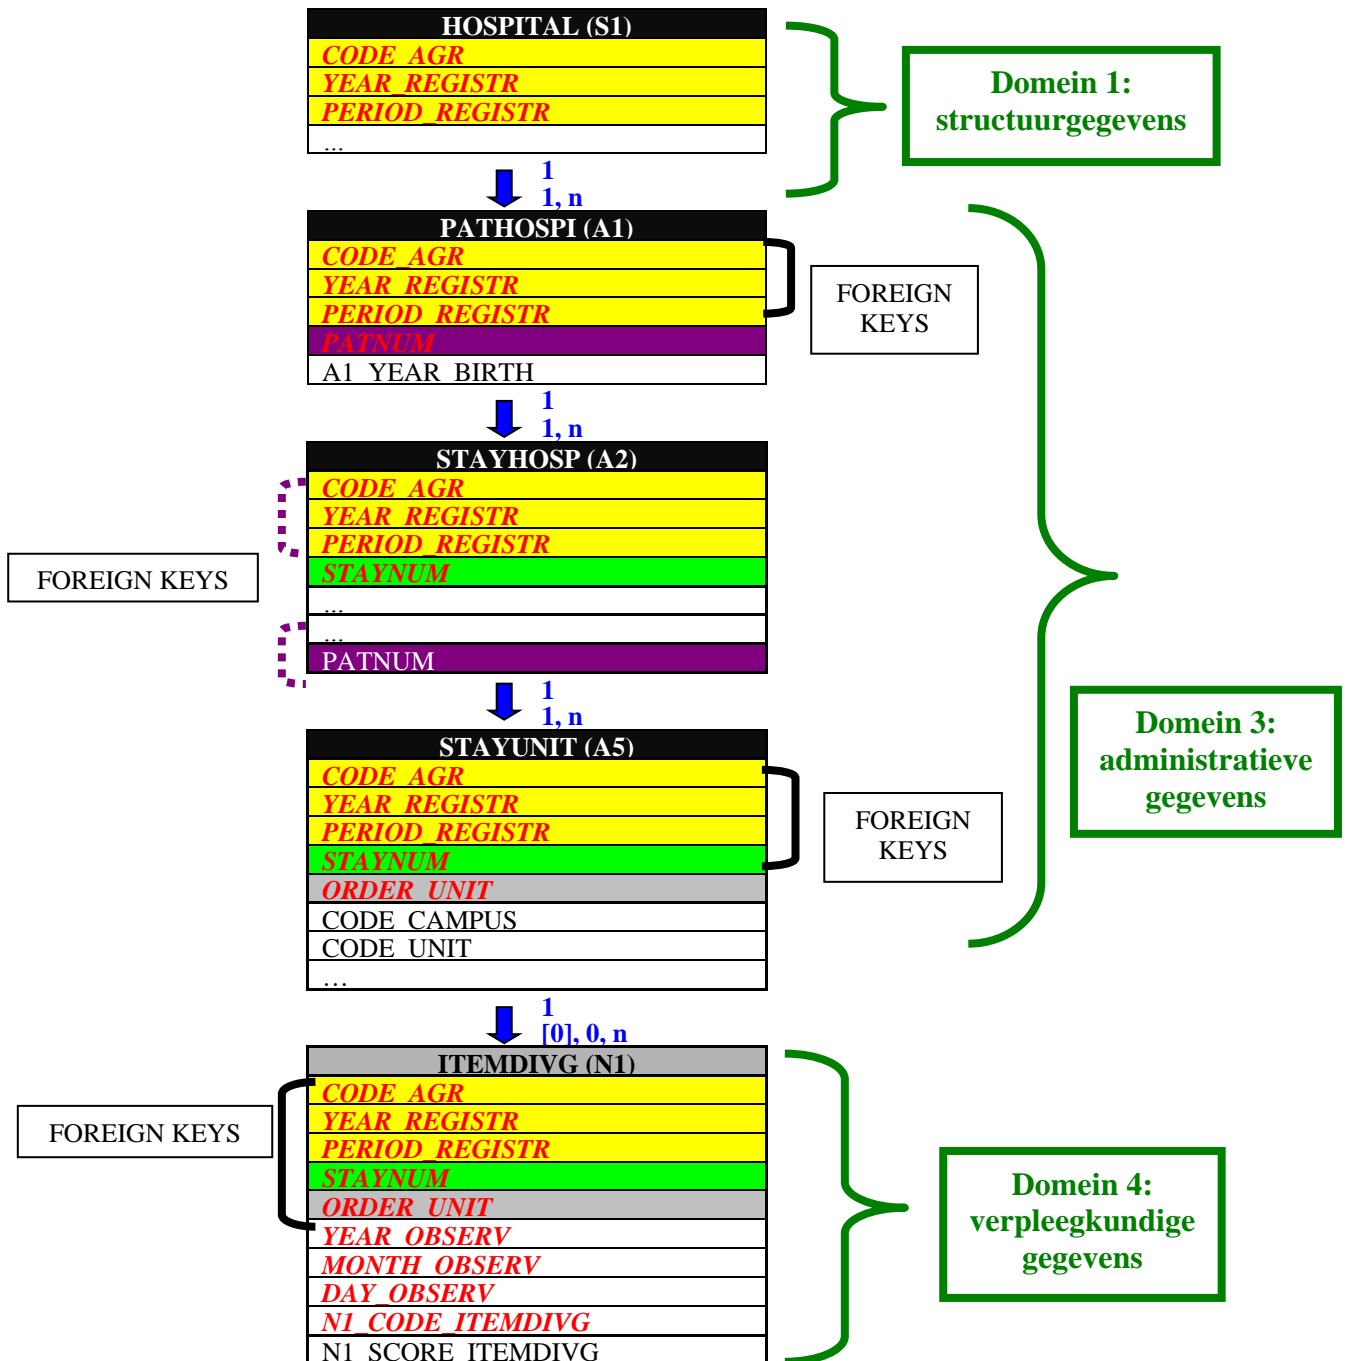 HOSPITAL (S1)
CODE_AGR
YEAR_REGISTR
PERIOD_REGISTR
...
Domein 1:
structuurgegevens
1
1, n
PATHOSPI (A1)
CODE_AGR
YEAR_REGISTR
PERIOD_REGISTR
PATNUM
A1_YEAR_BIRTH
FOREIGN
KEYS
1
1, n
STAYHOSP (A2)
CODE_AGR
YEAR_REGISTR
PERIOD_REGISTR
STAYNUM
...
...
PATNUM
FOREIGN KEYS
1
1, n
STAYUNIT (A5)
CODE_AGR
YEAR_REGISTR
PERIOD_REGISTR
STAYNUM
ORDER_UNIT
CODE_CAMPUS
CODE_UNIT
...
FOREIGN
KEYS
Domein 3:
administratieve
gegevens
1
[0], 0, n
ITEMDIVG (N1)
CODE_AGR
YEAR_REGISTR
PERIOD_REGISTR
STAYNUM
ORDER_UNIT
YEAR_OBSERV
MONTH_OBSERV
DAY_OBSERV
N1_CODE_ITEMDIVG
N1_SCORE_ITEMDIVG
FOREIGN KEYS
Domein 4:
verpleegkundige
gegevens